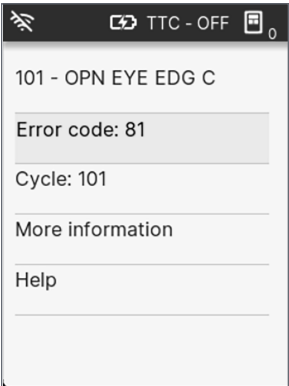 TTC - OFF
0
101 - OPN EYE EDG C
Error code: 81
Cycle: 101
More information
Help